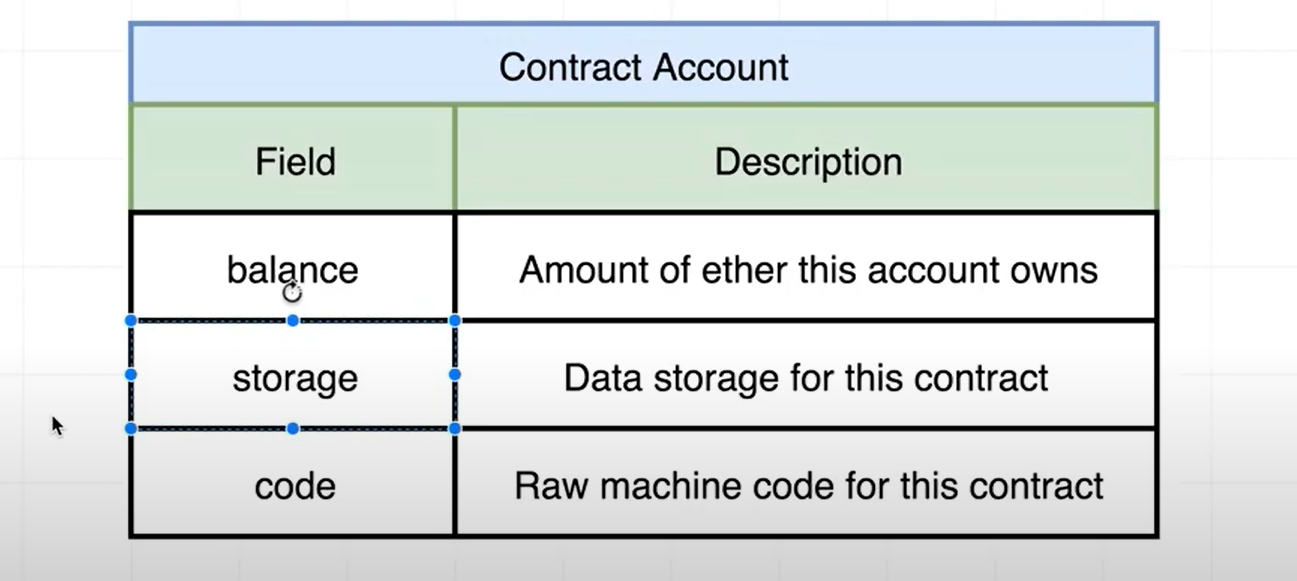 Contract Account
Field
Description
balance
Amount of ether this account owns
storage
Data storage for this contract
code
Raw machine code for this contract